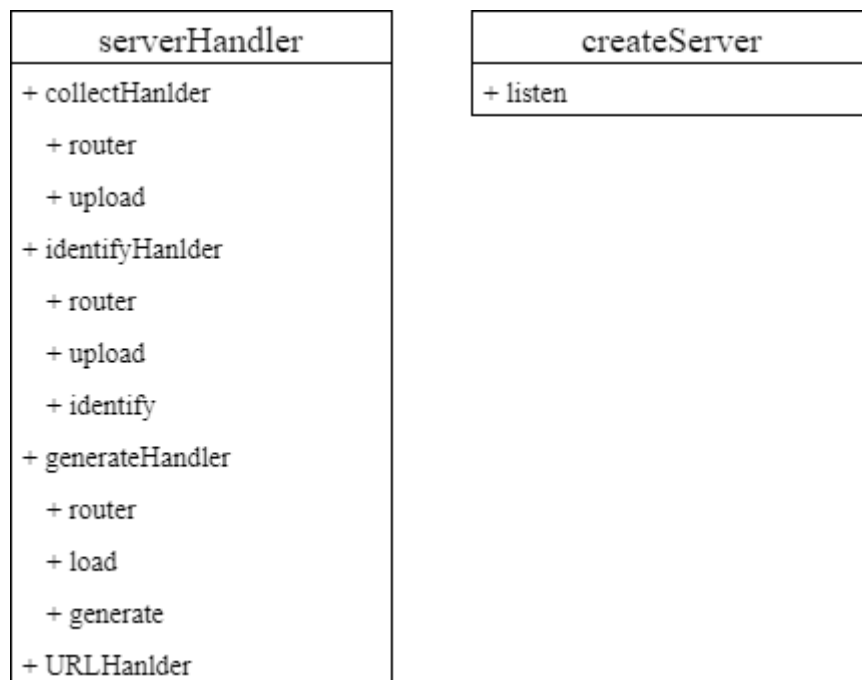 serverHandler
+ collectHanlder
+ router
+ upload
+ identifyHanlder
+ router
+ upload
+ identify
+ generateHandler
+ router
+ load
+ generate
+ URLHanlder
createServer
+ listen